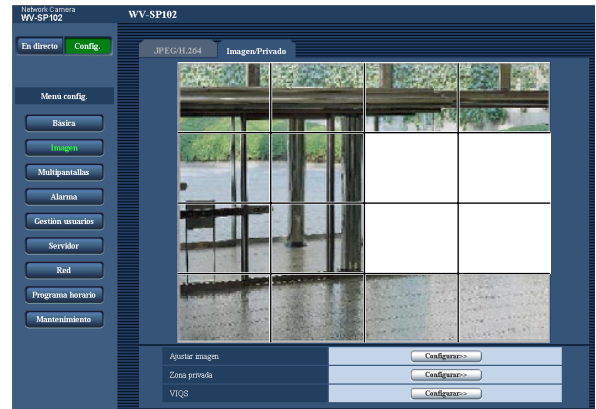 Network Camera
WV-SP102
WV-SP102
En directo
Config.
JPEG/H.264
Imagen/Privado
Menú config.
Básica
Imagen
Multipantallas
Alarma
Gestión usuarios
Servidor
Red
Programa horario
Mantenimiento
Ajustar imagen
Configurar>>
Zona privada
Configurar>>
VIQS
Configurar>>